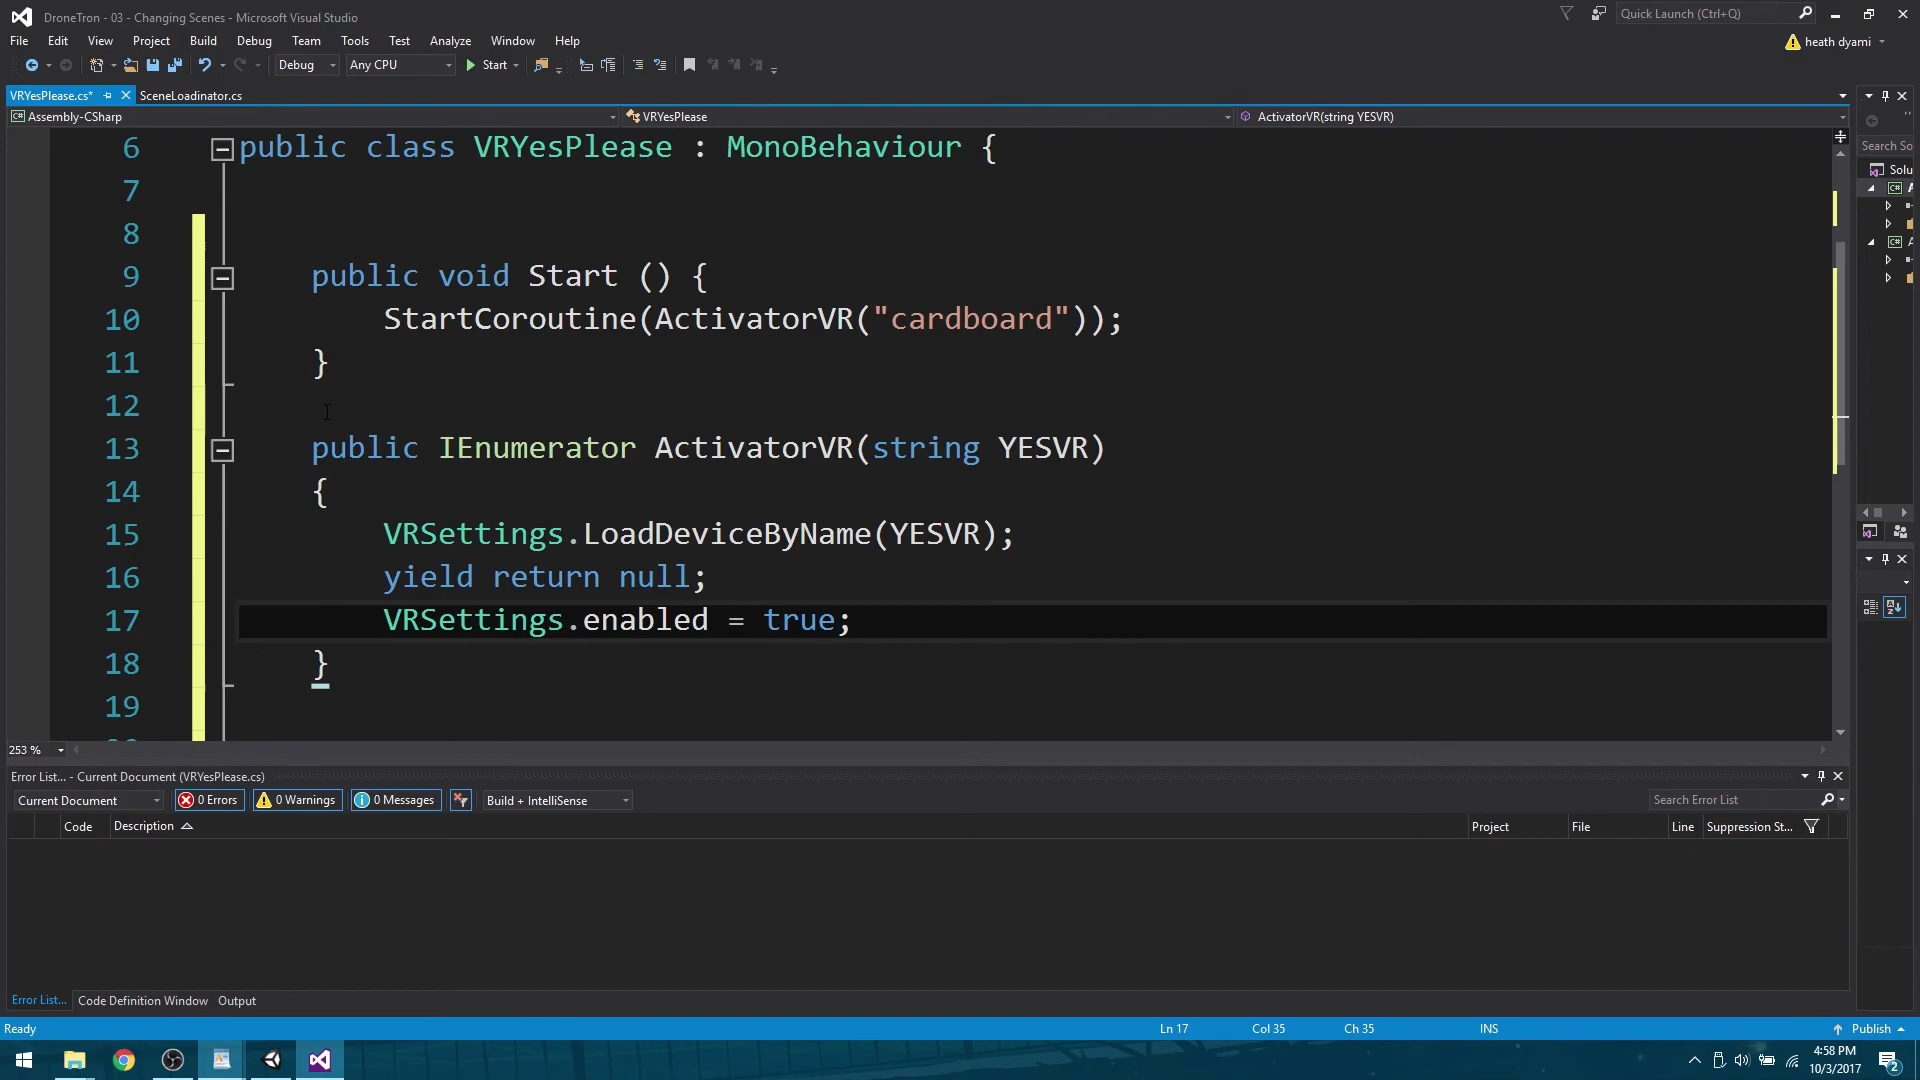 DroneTron - 03 - Changing Scenes - Microsoft Visual Studio
Quick Launch (Ctrl+Q)
File Edit View Project Build Debug Team Tools Test Analyze Window Help
heath dyami
Debug Any CPU Start
VRYesPlease.cs* SceneLoadinator.cs
Assembly-CSharp VRYesPlease ActivatorVR(string YESVR)
6 public class VRYesPlease : MonoBehaviour {
7
8
9 public void Start () {
10 StartCoroutine(ActivatorVR("cardboard"));
11 }
12
13 public IEnumerator ActivatorVR(string YESVR)
14 {
15 VRSettings.LoadDeviceByName(YESVR);
16 yield return null;
17 VRSettings.enabled = true;
18 }
19
Search So
Solu
253 %
Error List... - Current Document (VRYesPlease.cs)
Current Document 0 Errors 0 Warnings 0 Messages Build + IntelliSense Search Error List
Code Description Project File Line Suppression St...
Error List... Code Definition Window Output
Ready Ln 17 Col 35 Ch 35 INS Publish
4:58 PM
10/3/2017
2